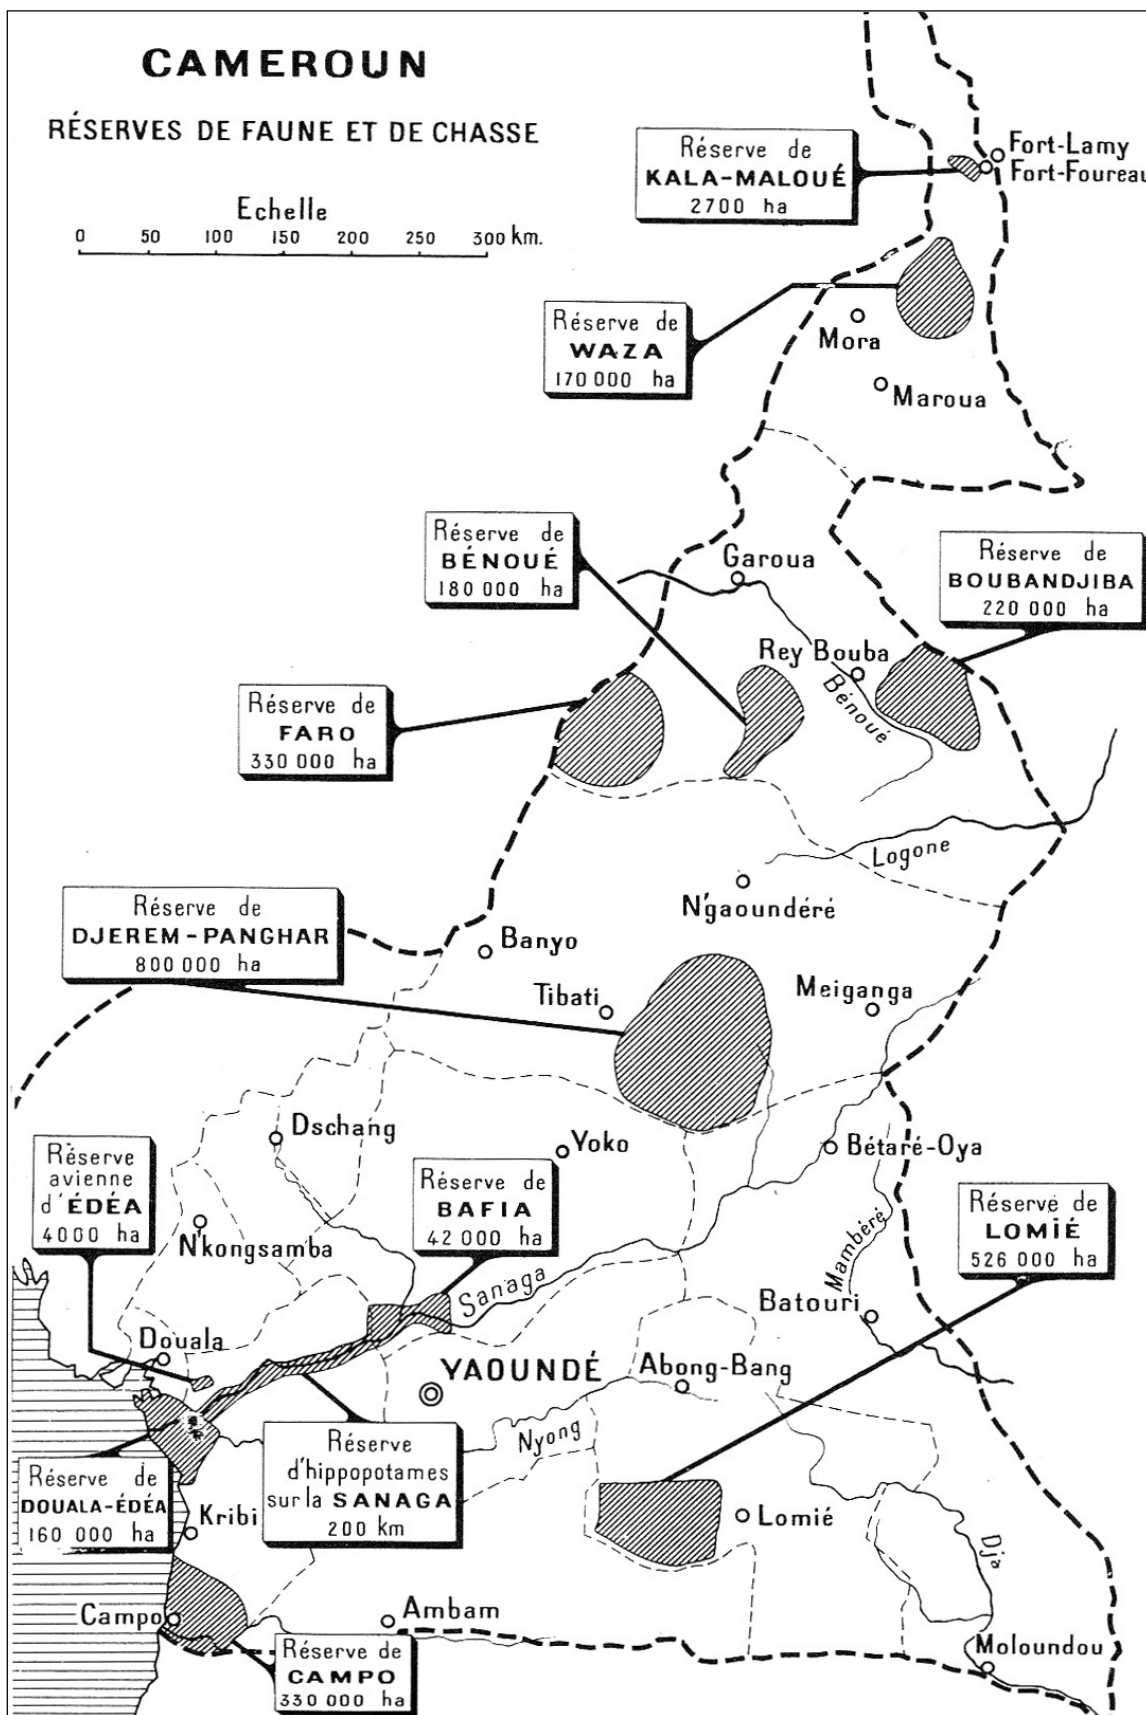 CAMEROUN
RÉSERVES DE FAUNE ET DE CHASSE
Echelle
0 50 100 150 200 250 300 km.
Réserve de
KALA-MALOUÉ
2700 ha
Fort-Lamy
Fort-Foureau
Réserve de
WAZA
170 000 ha
Mora
Maroua
Réserve de
BÉNOUÉ
180 000 ha
Garoua
Réserve de
BOUBANDJIBA
220 000 ha
Rey Bouba
Bénoué
Réserve de
FARO
330 000 ha
Logone
N'gaoundéré
Réserve de
DJEREM-PANGHAR
800 000 ha
Banyo
Tibati
Meiganga
Dschang
Yoko
Bétaré-Oya
Réserve
avienne
d'ÉDÉA
4000 ha
Réserve de
BAFIA
42 000 ha
Réserve de
LOMIÉ
526 000 ha
N'kongsamba
Sanaga
Mambéré
Batouri
Douala
YAOUNDÉ
Abong-Bang
Nyong
Réserve
d'hippopotames
sur la SANAGA
200 km
Réserve de
DOUALA-ÉDÉA
160 000 ha
Kribi
Lomié
Dja
Campo
Ambam
Moloundou
Réserve de
CAMPO
330 000 ha